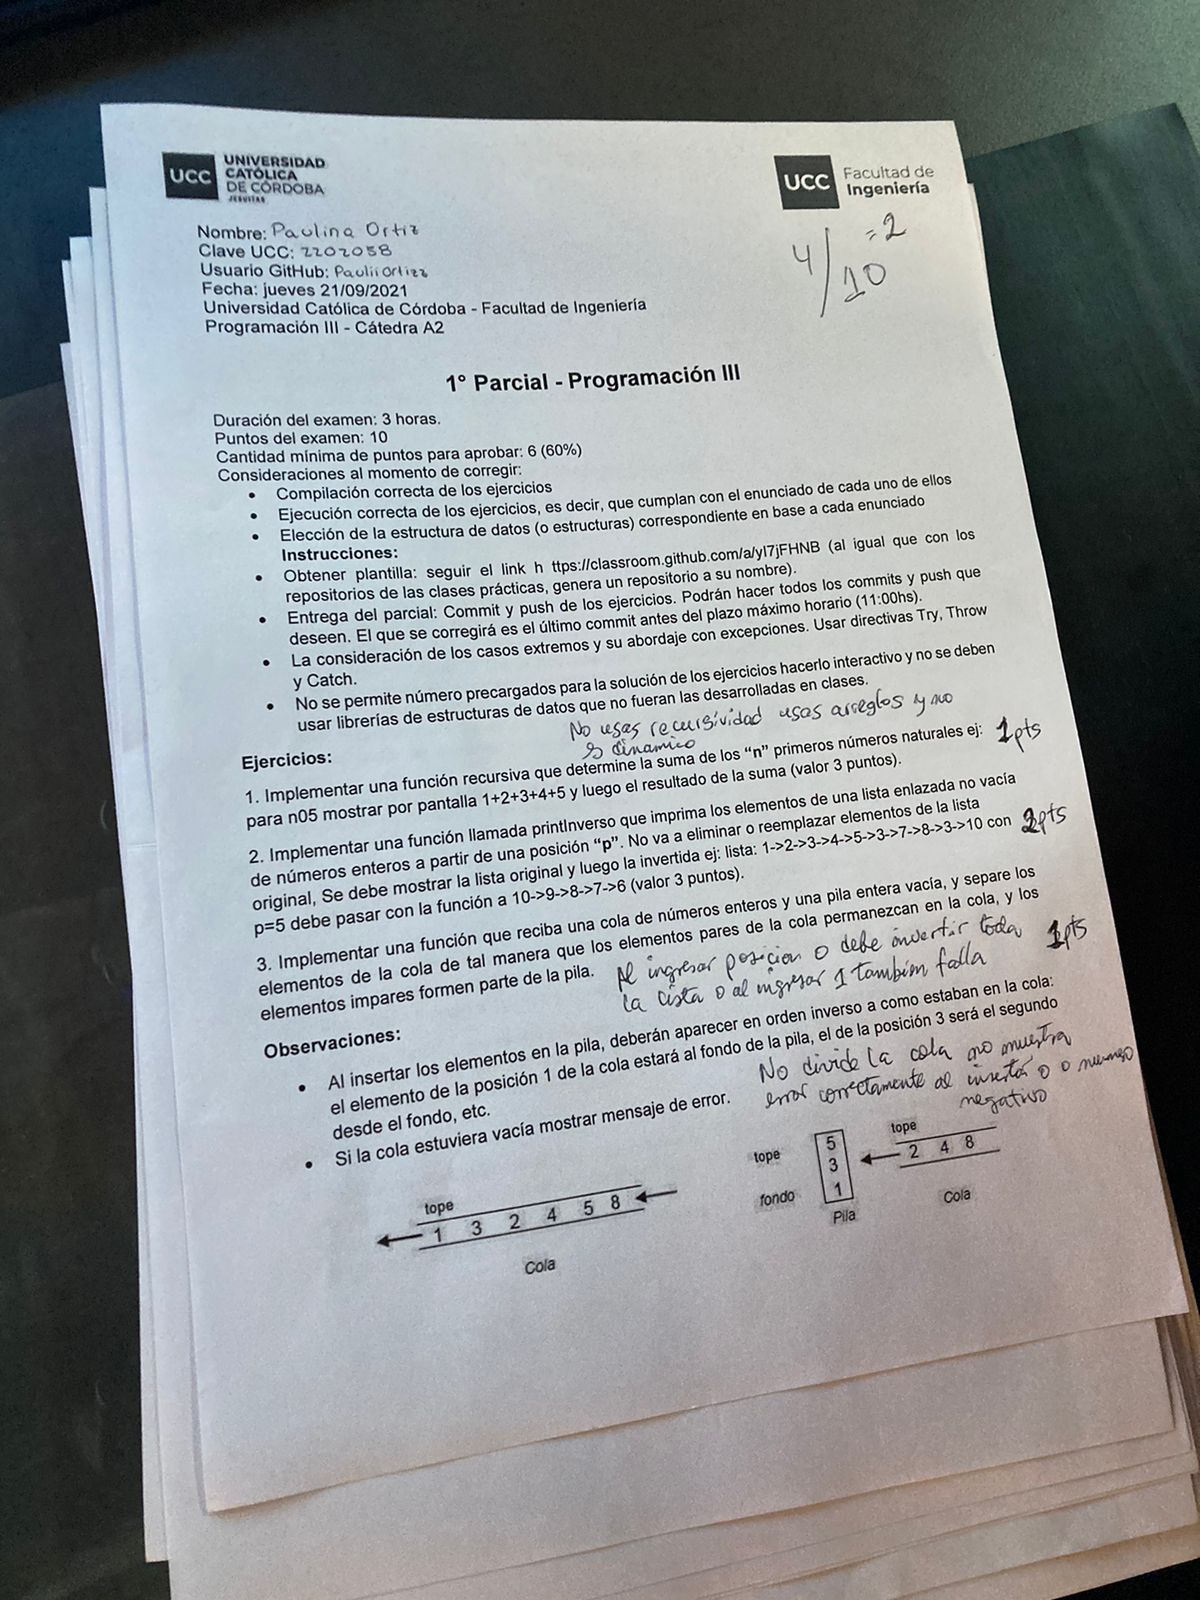 UCC UNIVERSIDAD
CATÓLICA
DE CÓRDOBA
JESUITAS
UCC Facultad de
Ingeniería
Nombre: Paulina Ortiz
Clave UCC: 2202058
Usuario GitHub: Pauliiortizz
Fecha: jueves 21/09/2021
Universidad Católica de Córdoba - Facultad de Ingeniería
Programación III - Cátedra A2
4/10 = 2
1° Parcial - Programación III
Duración del examen: 3 horas.
Puntos del examen: 10
Cantidad mínima de puntos para aprobar: 6 (60%)
Consideraciones al momento de corregir:
• Compilación correcta de los ejercicios
• Ejecución correcta de los ejercicios, es decir, que cumplan con el enunciado de cada uno de ellos
• Elección de la estructura de datos (o estructuras) correspondiente en base a cada enunciado
Instrucciones:
• Obtener plantilla: seguir el link h ttps://classroom.github.com/a/yI7jFHNB (al igual que con los
repositorios de las clases prácticas, genera un repositorio a su nombre).
• Entrega del parcial: Commit y push de los ejercicios. Podrán hacer todos los commits y push que
deseen. El que se corregirá es el último commit antes del plazo máximo horario (11:00hs).
• La consideración de los casos extremos y su abordaje con excepciones. Usar directivas Try, Throw
y Catch.
• No se permite número precargados para la solución de los ejercicios hacerlo interactivo y no se deben
usar librerías de estructuras de datos que no fueran las desarrolladas en clases.
No usas recursividad usas arreglos y no
es dinamico
Ejercicios:
1. Implementar una función recursiva que determine la suma de los “n” primeros números naturales ej:
para n05 mostrar por pantalla 1+2+3+4+5 y luego el resultado de la suma (valor 3 puntos).
1pts
2. Implementar una función llamada printInverso que imprima los elementos de una lista enlazada no vacía
de números enteros a partir de una posición “p”. No va a eliminar o reemplazar elementos de la lista
original, Se debe mostrar la lista original y luego la invertida ej: lista: 1->2->3->4->5->3->7->8->3->10 con
p=5 debe pasar con la función a 10->9->8->7->6 (valor 3 puntos).
2pts
3. Implementar una función que reciba una cola de números enteros y una pila entera vacía, y separe los
elementos de la cola de tal manera que los elementos pares de la cola permanezcan en la cola, y los
elementos impares formen parte de la pila.
Al ingresar posicion 0 debe invertir toda
la lista o al ingresar 1 también falla
1pts
Observaciones:
• Al insertar los elementos en la pila, deberán aparecer en orden inverso a como estaban en la cola:
el elemento de la posición 1 de la cola estará al fondo de la pila, el de la posición 3 será el segundo
desde el fondo, etc.
• Si la cola estuviera vacía mostrar mensaje de error.
No divide la cola no muestra
error correctamente al insertar 0 o numero
negativo
tope
1 3 2 4 5 8
Cola
tope
fondo
5
3
1
Pila
tope
2 4 8
Cola